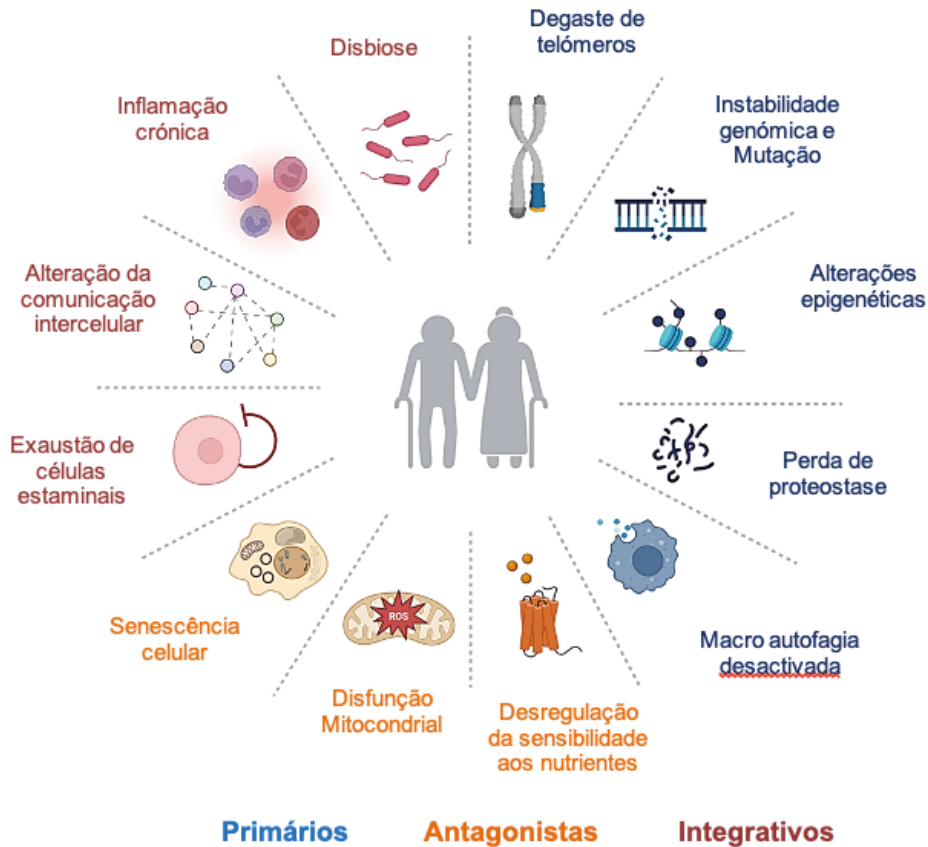 Disbiose
Degaste de
telómeros
Inflamação
crónica
Instabilidade
genómica e
Mutação
Alteração da
comunicação
intercelular
Alterações
epigenéticas
Exaustão de
células
estaminais
Perda de
proteostase
Senescência
celular
ROS
Macro autofagia
desactivada
Disfunção
Mitocondrial
Desregulação
da sensibilidade
aos nutrientes
Primários
Antagonistas
Integrativos